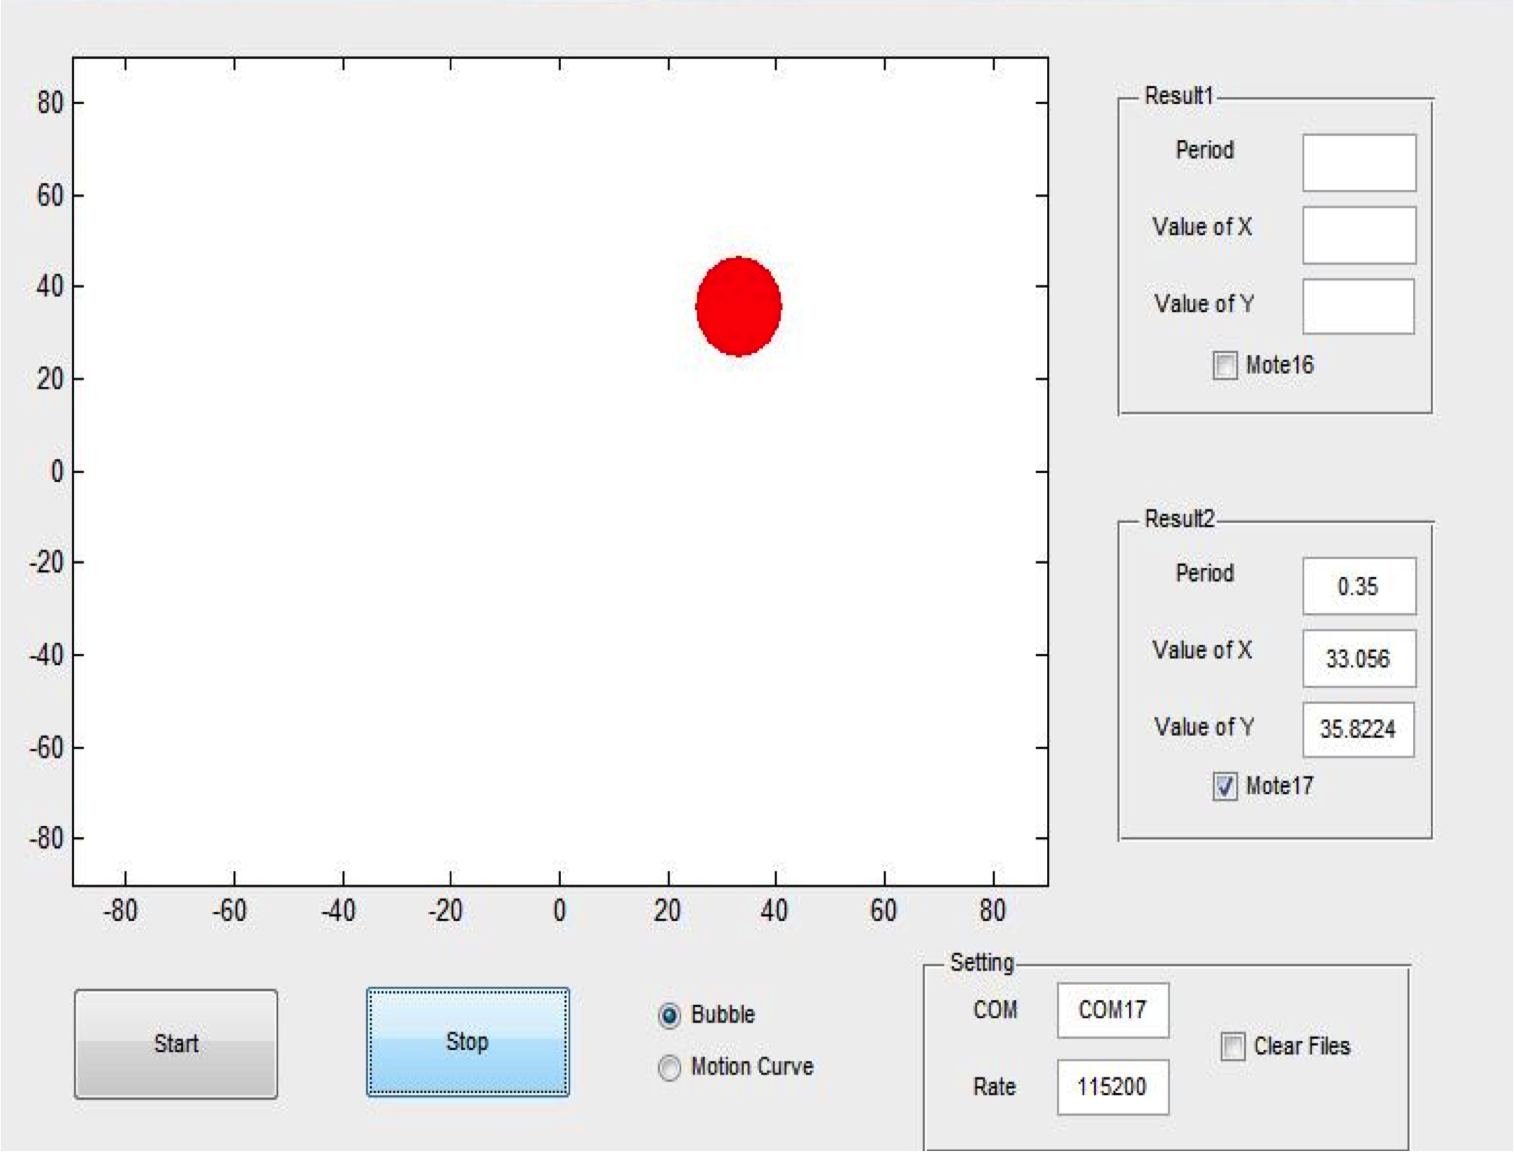 80
60
40
20
0
-20
-40
-60
-80
-80 -60 -40 -20 0 20 40 60 80
Result1
Period
Value of X
Value of Y
Mote16
Result2
Period 0.35
Value of X 33.056
Value of Y 35.8224
Mote17
Start
Stop
Bubble
Motion Curve
Setting
COM COM17
Clear Files
Rate 115200